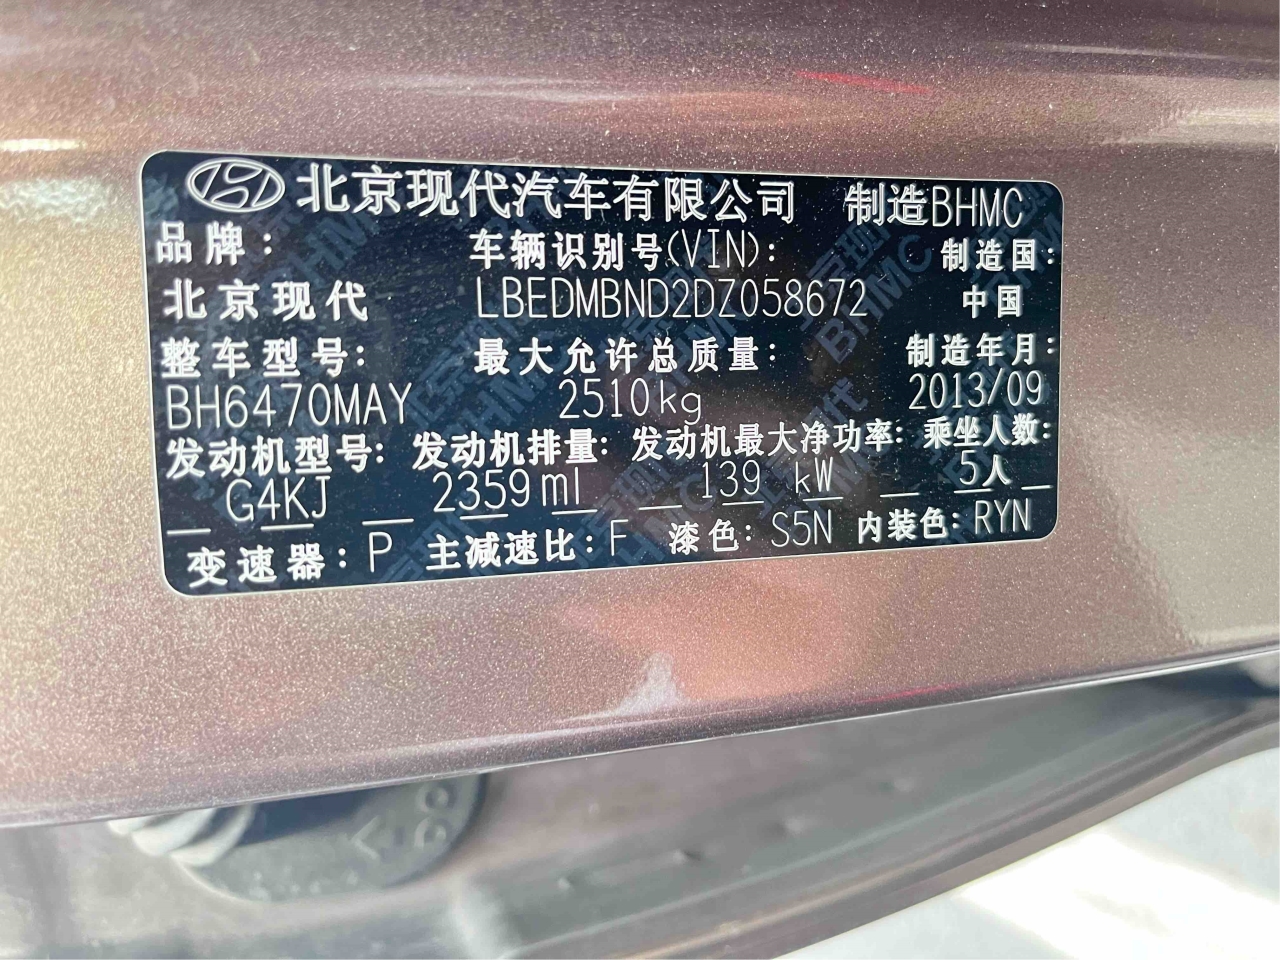 北京现代汽车有限公司 制造BHMC
品牌: 车辆识别号(VIN): 制造国:
北京现代 LBEDMBND2DZ058672 中国
整车型号: 最大允许总质量: 制造年月:
BH6470MAY 2510kg 2013/09
发动机型号: 发动机排量: 发动机最大净功率: 乘坐人数:
G4KJ 2359ml 139 kW 5人
变速器: P 主减速比: F 漆色: S5N 内装色: RYN